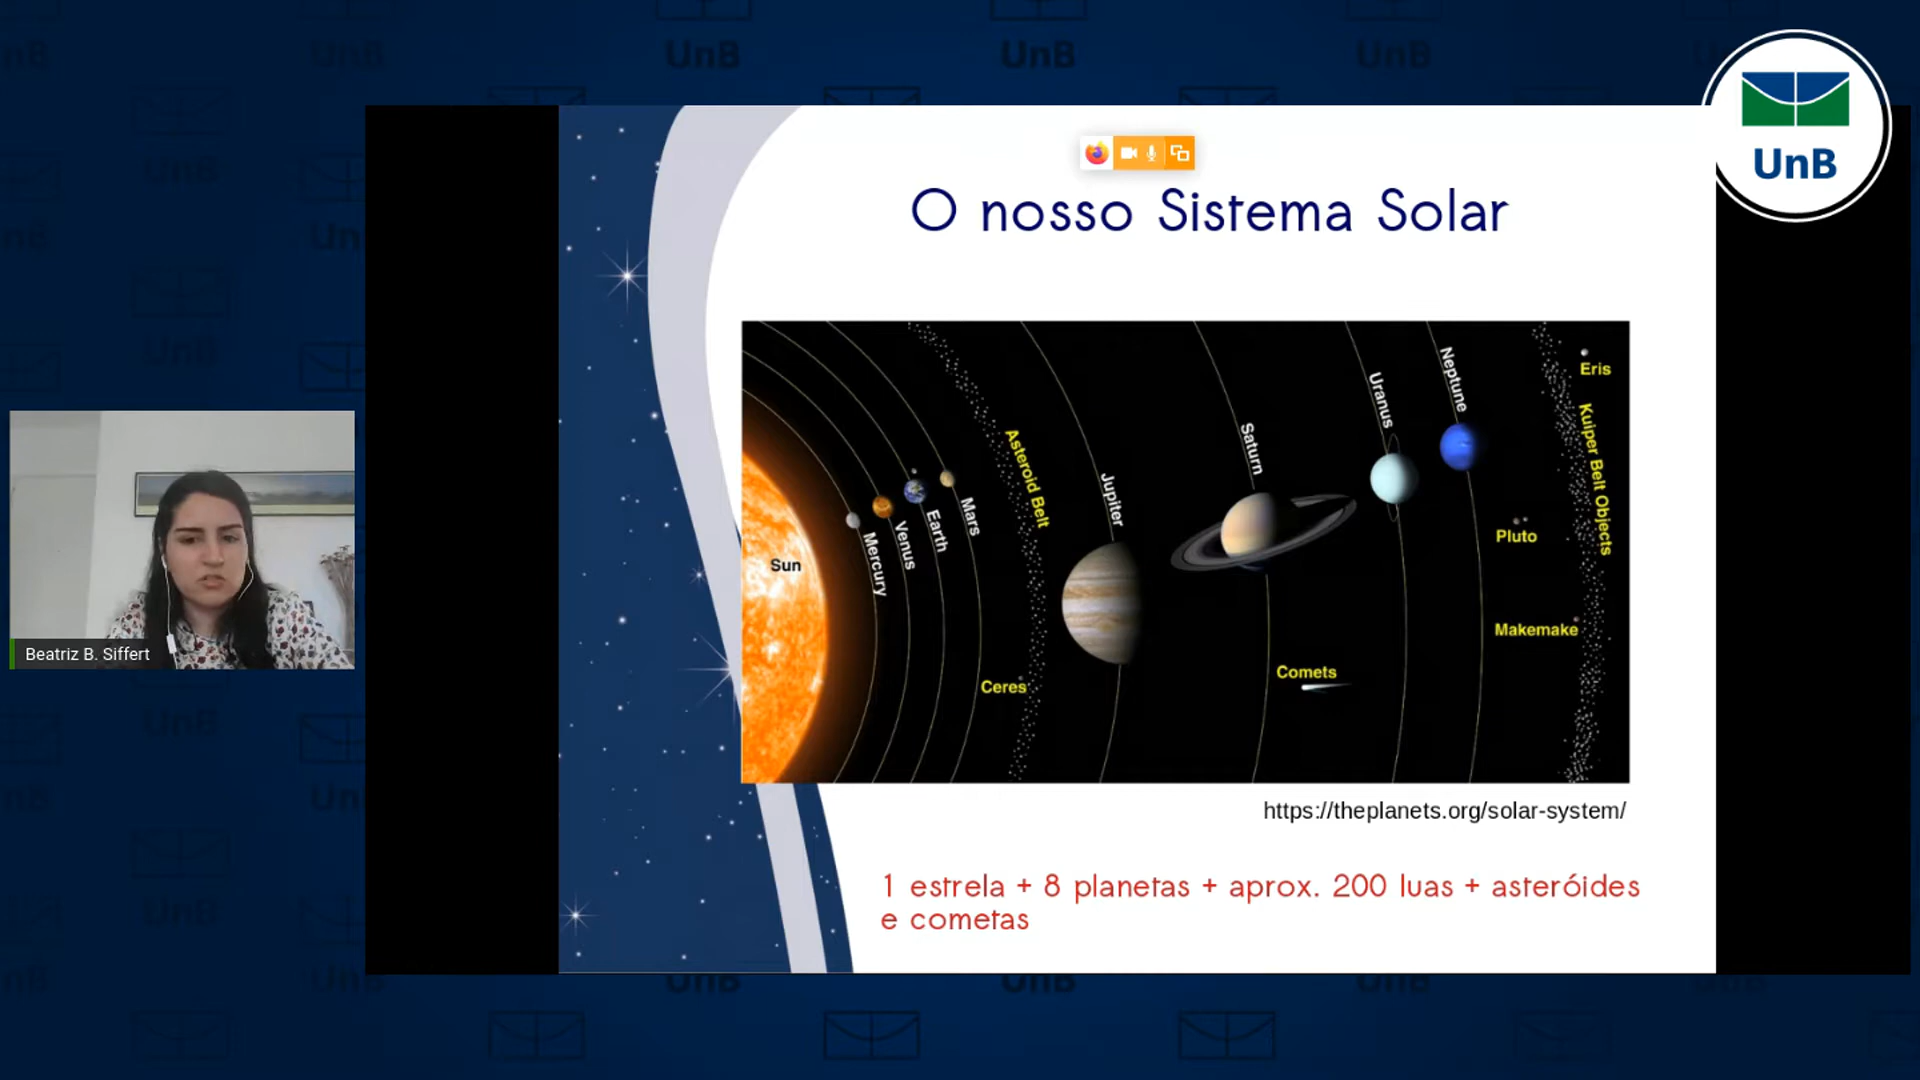 UnB
O nosso Sistema Solar
Sun
Mercury
Venus
Earth
Mars
Asteroid Belt
Ceres
Jupiter
Saturn
Comets
Uranus
Neptune
Pluto
Makemake
Eris
Kuiper Belt Objects
https://theplanets.org/solar-system/
1 estrela + 8 planetas + aprox. 200 luas + asteróides
e cometas
Beatriz B. Siffert